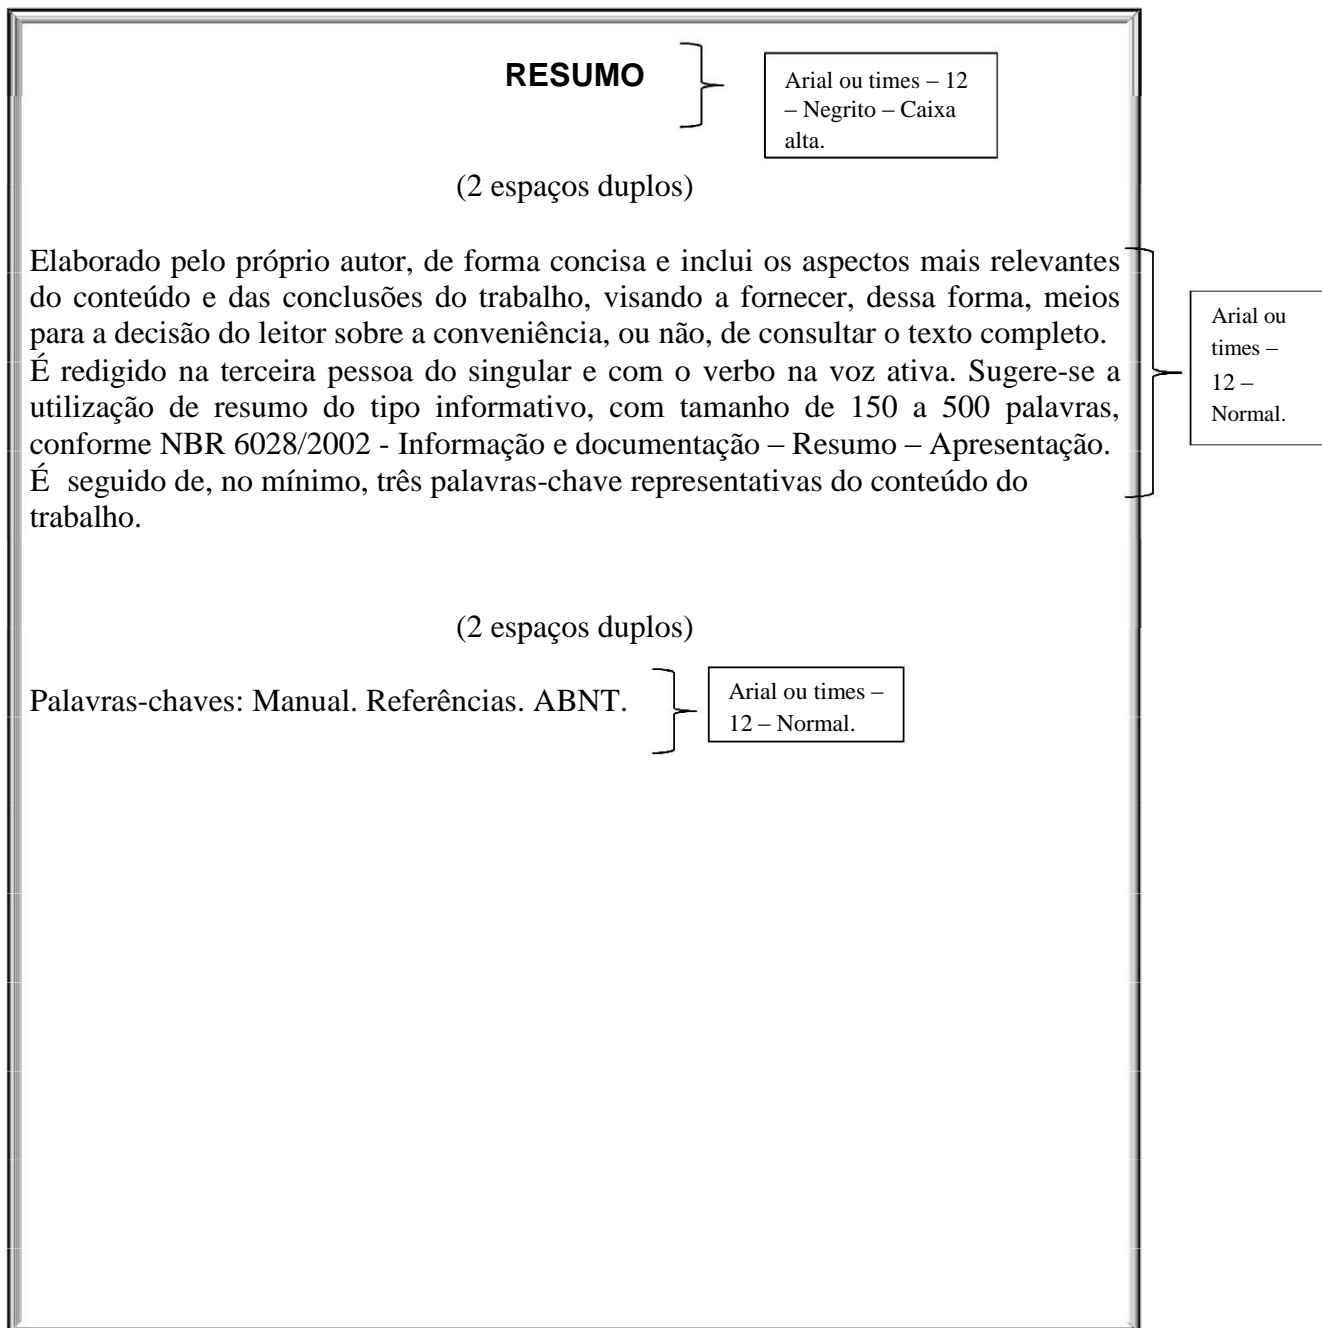 RESUMO
Arial ou times – 12
– Negrito – Caixa
alta.
(2 espaços duplos)
Elaborado pelo próprio autor, de forma concisa e inclui os aspectos mais relevantes
do conteúdo e das conclusões do trabalho, visando a fornecer, dessa forma, meios
para a decisão do leitor sobre a conveniência, ou não, de consultar o texto completo.
É redigido na terceira pessoa do singular e com o verbo na voz ativa. Sugere-se a
utilização de resumo do tipo informativo, com tamanho de 150 a 500 palavras,
conforme NBR 6028/2002 - Informação e documentação – Resumo – Apresentação.
É seguido de, no mínimo, três palavras-chave representativas do conteúdo do
trabalho.
Arial ou
times –
12 –
Normal.
(2 espaços duplos)
Palavras-chaves: Manual. Referências. ABNT.
Arial ou times –
12 – Normal.